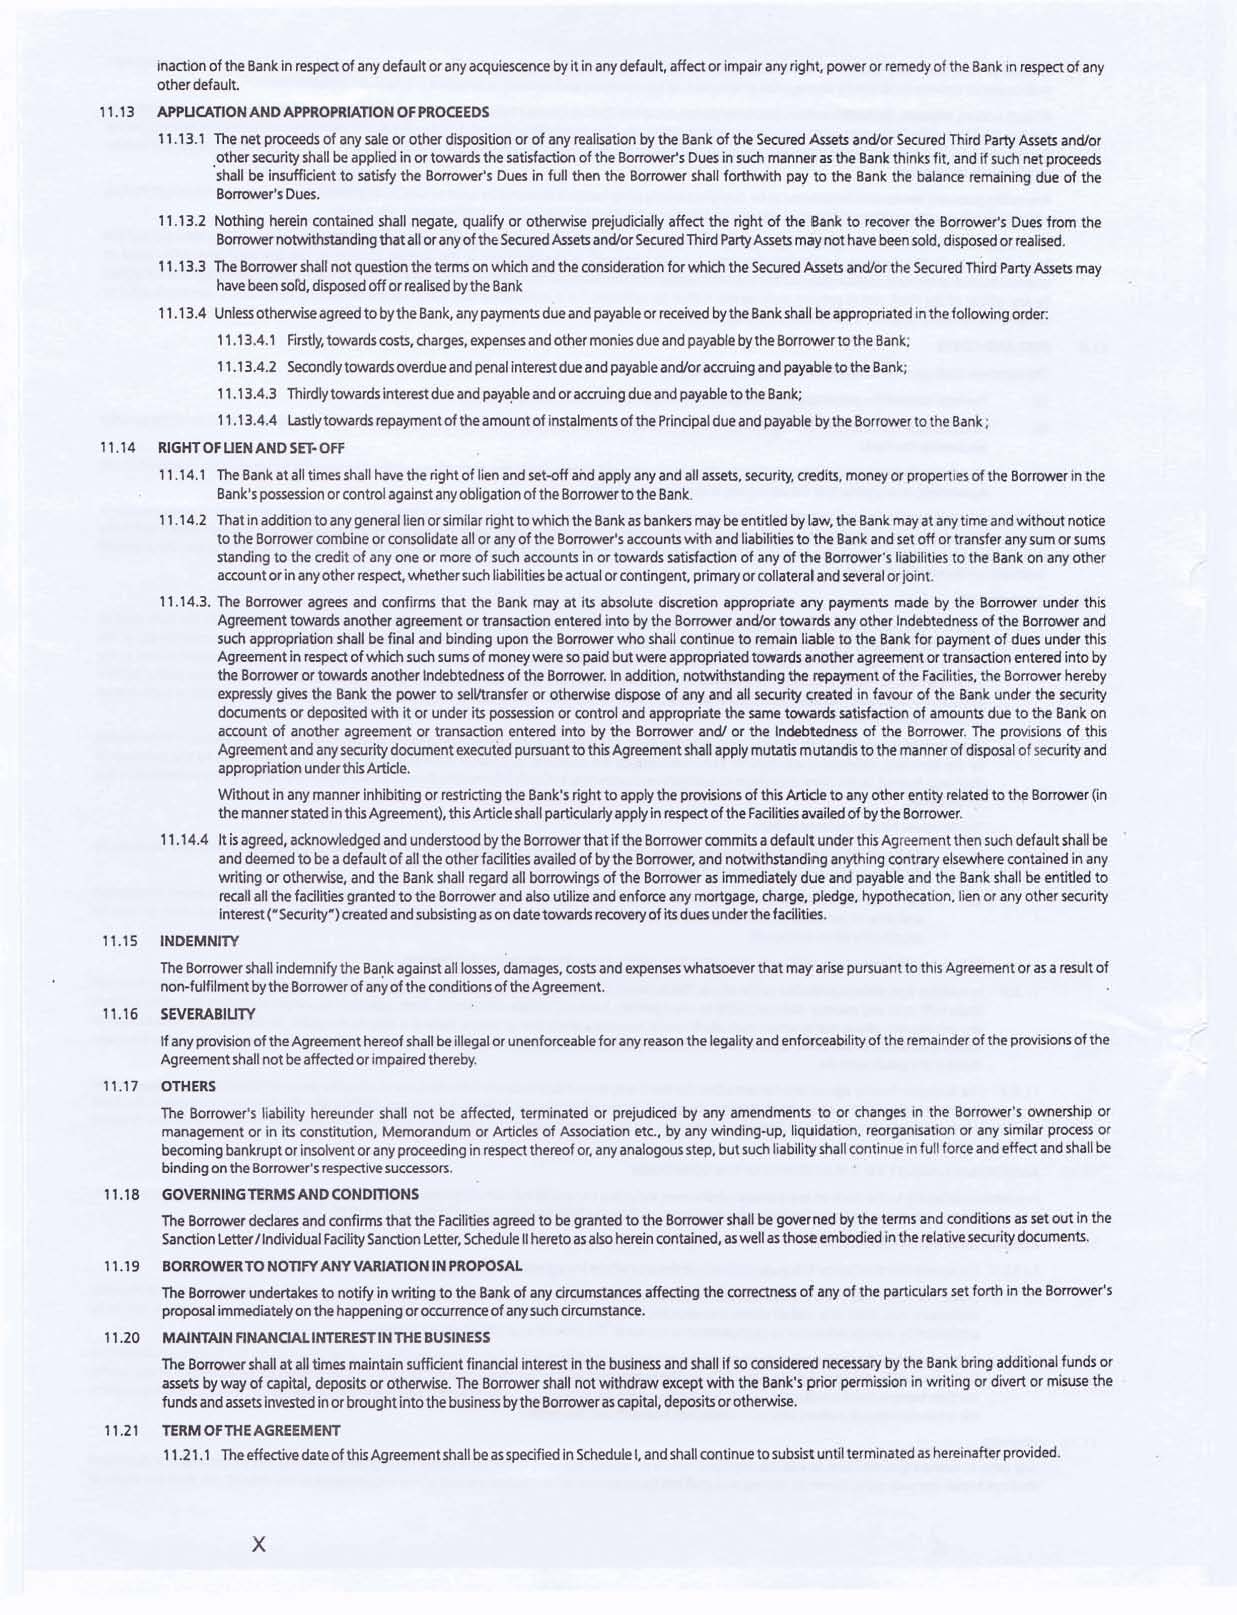 inaction of the Bank in respect of any default or any acquiescence by it in any default, affect or impair any right, power or remedy of the Bank in respect of any
other default.
11.13 APPLICATION AND APPROPRIATION OF PROCEEDS
11.13.1 The net proceeds of any sale or other disposition or of any realisation by the Bank of the Secured Assets and/or Secured Third Party Assets and/or
other security shall be applied in or towards the satisfaction of the Borrower's Dues in such manner as the Bank thinks fit, and if such net proceeds
shall be insufficient to satisfy the Borrower's Dues in full then the Borrower shall forthwith pay to the Bank the balance remaining due of the
Borrower's Dues.
11.13.2 Nothing herein contained shall negate, qualify or otherwise prejudicially affect the right of the Bank to recover the Borrower's Dues from the
Borrower notwithstanding that all or any of the Secured Assets and/or Secured Third Party Assets may not have been sold, disposed or realised.
11.13.3 The Borrower shall not question the terms on which and the consideration for which the Secured Assets and/or the Secured Third Party Assets may
have been sold, disposed off or realised by the Bank
11.13.4 Unless otherwise agreed to by the Bank, any payments due and payable or received by the Bank shall be appropriated in the following order:
11.13.4.1 Firstly, towards costs, charges, expenses and other monies due and payable by the Borrower to the Bank;
11.13.4.2 Secondly towards overdue and penal interest due and payable and/or accruing and payable to the Bank;
11.13.4.3 Thirdly towards interest due and payable and or accruing due and payable to the Bank;
11.13.4.4 Lastly towards repayment of the amount of instalments of the Principal due and payable by the Borrower to the Bank ;
11.14 RIGHT OF LIEN AND SET- OFF
11.14.1 The Bank at all times shall have the right of lien and set-off and apply any and all assets, security, credits, money or properties of the Borrower in the
Bank's possession or control against any obligation of the Borrower to the Bank.
11.14.2 That in addition to any general lien or similar right to which the Bank as bankers may be entitled by law, the Bank may at any time and without notice
to the Borrower combine or consolidate all or any of the Borrower's accounts with and liabilities to the Bank and set off or transfer any sum or sums
standing to the credit of any one or more of such accounts in or towards satisfaction of any of the Borrower's liabilities to the Bank on any other
account or in any other respect, whether such liabilities be actual or contingent, primary or collateral and several or joint.
11.14.3. The Borrower agrees and confirms that the Bank may at its absolute discretion appropriate any payments made by the Borrower under this
Agreement towards another agreement or transaction entered into by the Borrower and/or towards any other Indebtedness of the Borrower and
such appropriation shall be final and binding upon the Borrower who shall continue to remain liable to the Bank for payment of dues under this
Agreement in respect of which such sums of money were so paid but were appropriated towards another agreement or transaction entered into by
the Borrower or towards another Indebtedness of the Borrower. In addition, notwithstanding the repayment of the Facilities, the Borrower hereby
expressly gives the Bank the power to sell/transfer or otherwise dispose of any and all security created in favour of the Bank under the security
documents or deposited with it or under its possession or control and appropriate the same towards satisfaction of amounts due to the Bank on
account of another agreement or transaction entered into by the Borrower and/ or the Indebtedness of the Borrower. The provisions of this
Agreement and any security document executed pursuant to this Agreement shall apply mutatis mutandis to the manner of disposal of security and
appropriation under this Article.
Without in any manner inhibiting or restricting the Bank's right to apply the provisions of this Article to any other entity related to the Borrower (in
the manner stated in this Agreement), this Article shall particularly apply in respect of the Facilities availed of by the Borrower.
11.14.4 It is agreed, acknowledged and understood by the Borrower that if the Borrower commits a default under this Agreement then such default shall be
and deemed to be a default of all the other facilities availed of by the Borrower, and notwithstanding anything contrary elsewhere contained in any
writing or otherwise, and the Bank shall regard all borrowings of the Borrower as immediately due and payable and the Bank shall be entitled to
recall all the facilities granted to the Borrower and also utilize and enforce any mortgage, charge, pledge, hypothecation, lien or any other security
interest ("Security") created and subsisting as on date towards recovery of its dues under the facilities.
11.15 INDEMNITY
The Borrower shall indemnify the Bank against all losses, damages, costs and expenses whatsoever that may arise pursuant to this Agreement or as a result of
non-fulfilment by the Borrower of any of the conditions of the Agreement.
11.16 SEVERABILITY
If any provision of the Agreement hereof shall be illegal or unenforceable for any reason the legality and enforceability of the remainder of the provisions of the
Agreement shall not be affected or impaired thereby.
11.17 OTHERS
The Borrower's liability hereunder shall not be affected, terminated or prejudiced by any amendments to or changes in the Borrower's ownership or
management or in its constitution, Memorandum or Articles of Association etc., by any winding-up, liquidation, reorganisation or any similar process or
becoming bankrupt or insolvent or any proceeding in respect thereof or, any analogous step, but such liability shall continue in full force and effect and shall be
binding on the Borrower's respective successors.
11.18 GOVERNING TERMS AND CONDITIONS
The Borrower declares and confirms that the Facilities agreed to be granted to the Borrower shall be governed by the terms and conditions as set out in the
Sanction Letter / Individual Facility Sanction Letter, Schedule II hereto as also herein contained, as well as those embodied in the relative security documents.
11.19 BORROWER TO NOTIFY ANY VARIATION IN PROPOSAL
The Borrower undertakes to notify in writing to the Bank of any circumstances affecting the correctness of any of the particulars set forth in the Borrower's
proposal immediately on the happening or occurrence of any such circumstance.
11.20 MAINTAIN FINANCIAL INTEREST IN THE BUSINESS
The Borrower shall at all times maintain sufficient financial interest in the business and shall if so considered necessary by the Bank bring additional funds or
assets by way of capital, deposits or otherwise. The Borrower shall not withdraw except with the Bank's prior permission in writing or divert or misuse the
funds and assets invested in or brought into the business by the Borrower as capital, deposits or otherwise.
11.21 TERM OF THE AGREEMENT
11.21.1 The effective date of this Agreement shall be as specified in Schedule I, and shall continue to subsist until terminated as hereinafter provided.
X